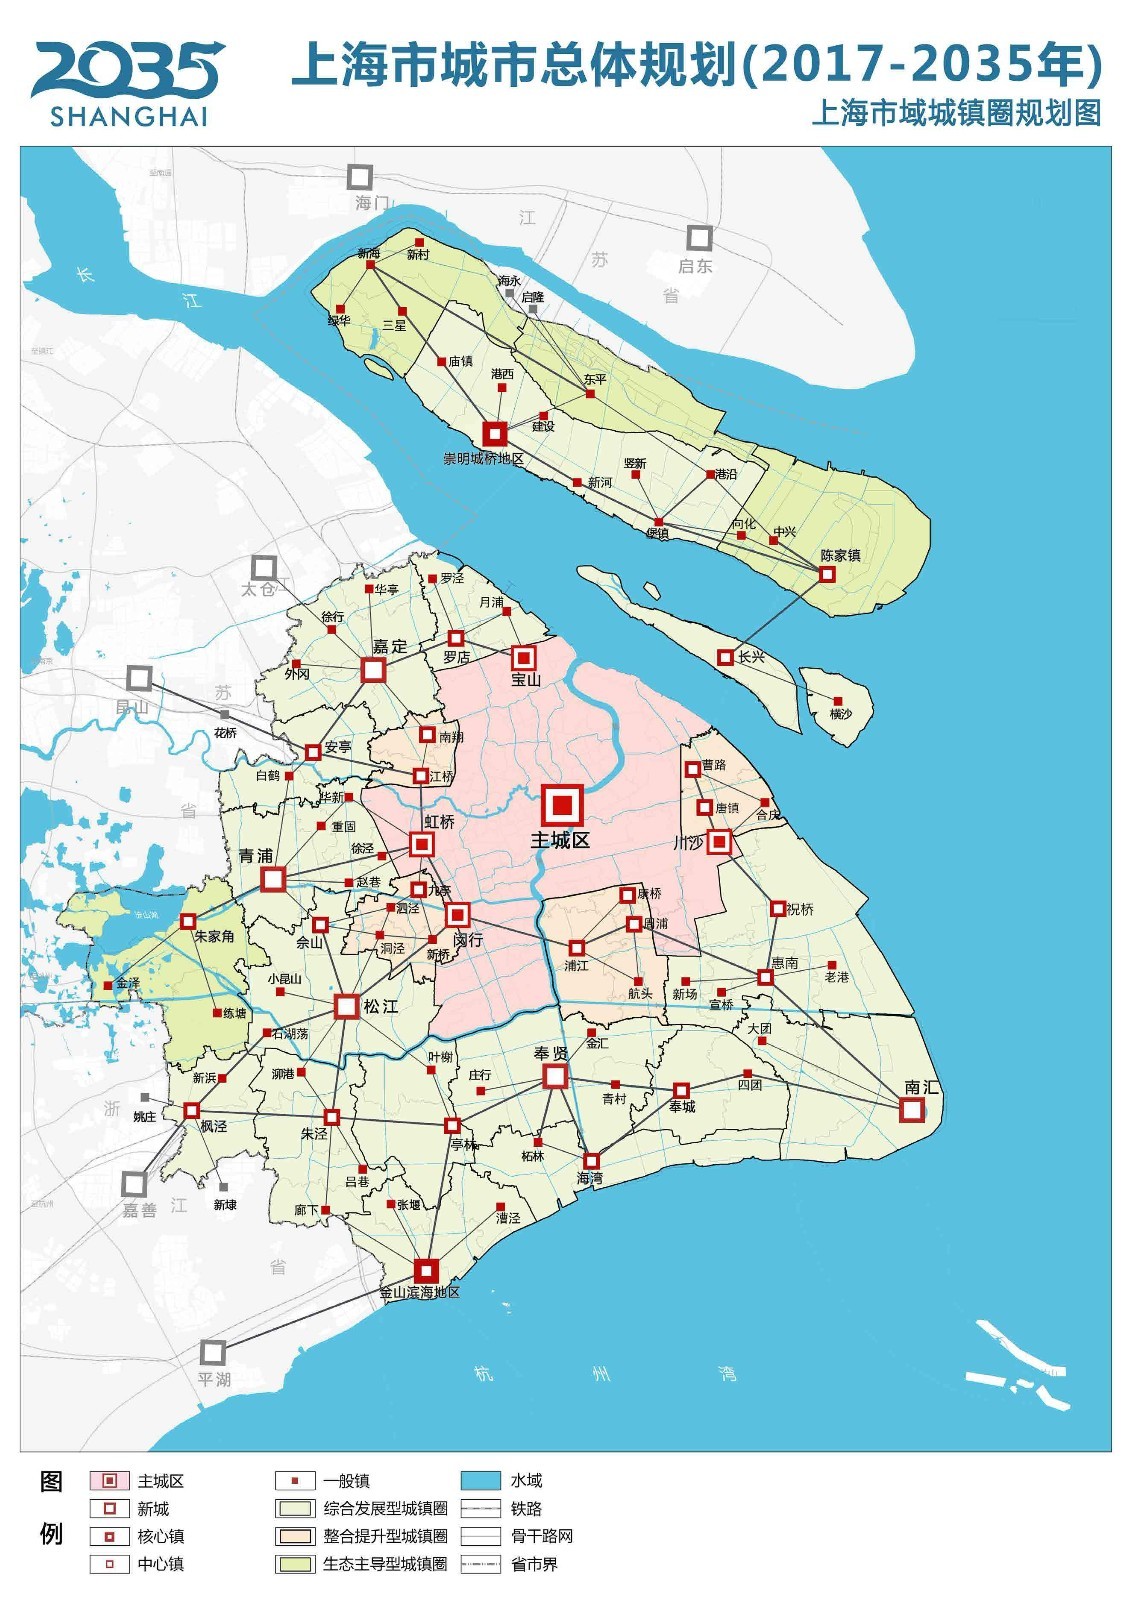 2035
SHANGHAI
上海市城市总体规划(2017-2035年)
上海市域城镇圈规划图
海门
江
启东
苏
省
长
江
新海
新村
海永
启隆
绿华
三星
庙镇
港西
东平
建设
崇明城桥地区
新河
竖新
港沿
堡镇
向化
中兴
陈家镇
太仓
江
华亭
罗泾
月浦
徐行
嘉定
罗店
宝山
外冈
长兴
横沙
昆山
苏
花桥
安亭
南翔
江桥
白鹤
曹路
唐镇
合庆
省
华新
重固
虹桥
主城区
川沙
青浦
徐泾
赵巷
九亭
泗泾
闵行
康桥
周浦
祝桥
朱家角
佘山
洞泾
新桥
浦江
惠南
老港
金泽
小昆山
航头
新场
宣桥
练塘
松江
石湖荡
大团
金汇
奉贤
叶榭
新浜
泖港
庄行
青村
奉城
四团
南汇
浙
姚庄
枫泾
朱泾
亭林
柘林
海湾
嘉善
江
新埭
吕巷
廊下
张堰
漕泾
省
金山滨海地区
平湖
杭
州
湾
图
例
主城区
新城
核心镇
中心镇
一般镇
综合发展型城镇圈
整合提升型城镇圈
生态主导型城镇圈
水域
铁路
骨干路网
省市界